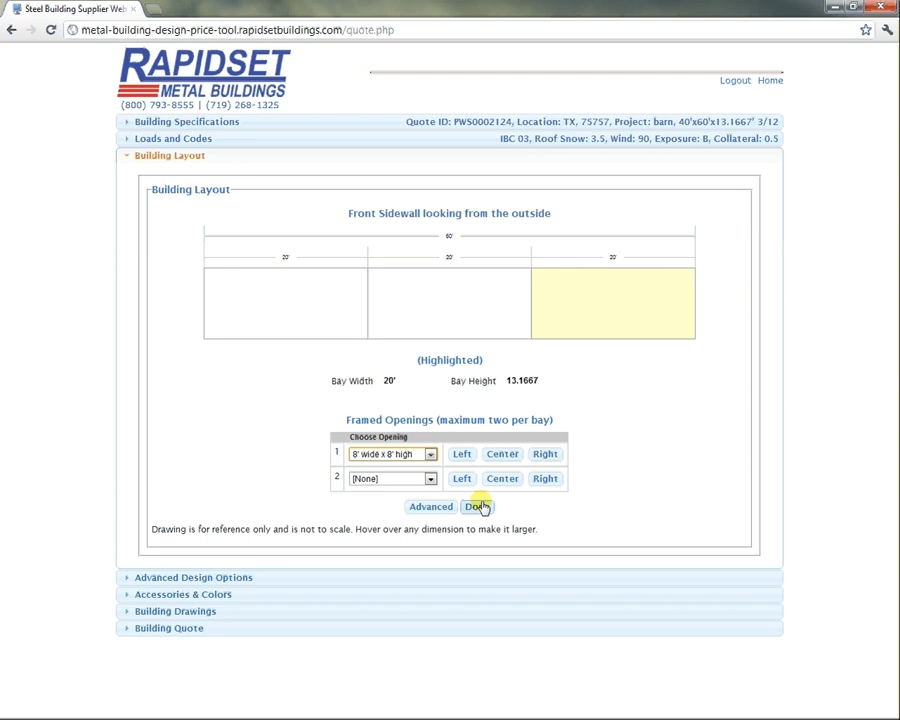 Steel Building Supplier Web
metal-building-design-price-tool.rapidsetbuildings.com/quote.php
RAPIDSET
METAL BUILDINGS
(800) 793-8555 | (719) 268-1325
Logout Home
Building Specifications Quote ID: PWS0002124, Location: TX, 75757, Project: barn, 40'x60'x13.1667' 3/12
Loads and Codes IBC 03, Roof Snow: 3.5, Wind: 90, Exposure: B, Collateral: 0.5
Building Layout
Building Layout
Front Sidewall looking from the outside
60'
20' 20' 20'
(Highlighted)
Bay Width 20' Bay Height 13.1667
Framed Openings (maximum two per bay)
Choose Opening
1 8' wide x 8' high Left Center Right
2 [None] Left Center Right
Advanced
Drawing is for reference only and is not to scale. Hover over any dimension to make it larger.
Advanced Design Options
Accessories & Colors
Building Drawings
Building Quote